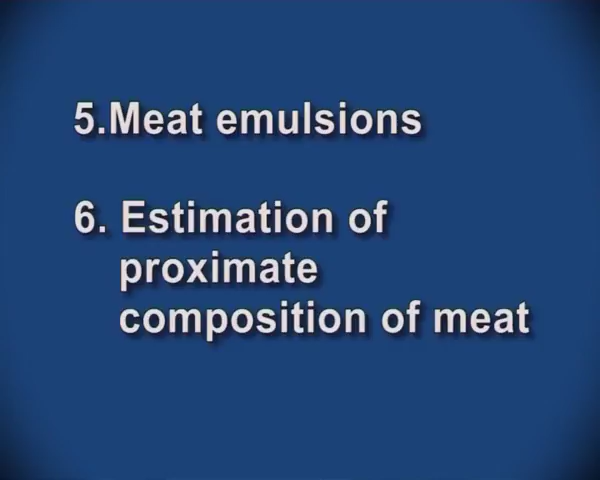 5.Meat emulsions
6. Estimation of
proximate
composition of meat